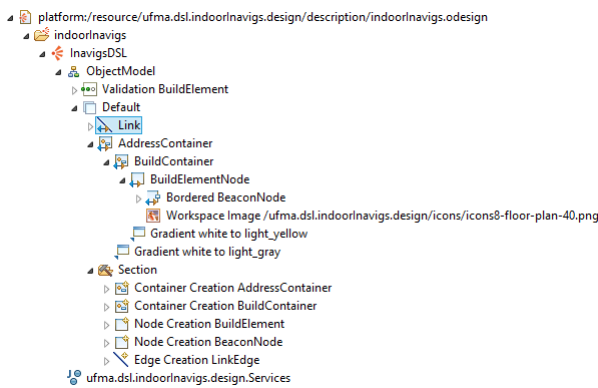 platform:/resource/ufma.dsl.indoorInavigs.design/description/indoorInavigs.odesign
indoorInavigs
InavigsDSL
ObjectModel
Validation BuildElement
Default
Link
AddressContainer
BuildContainer
BuildElementNode
Bordered BeaconNode
Workspace Image /ufma.dsl.indoorInavigs.design/icons/icons8-floor-plan-40.png
Gradient white to light_yellow
Gradient white to light_gray
Section
Container Creation AddressContainer
Container Creation BuildContainer
Node Creation BuildElement
Node Creation BeaconNode
Edge Creation LinkEdge
ufma.dsl.indoorInavigs.design.Services